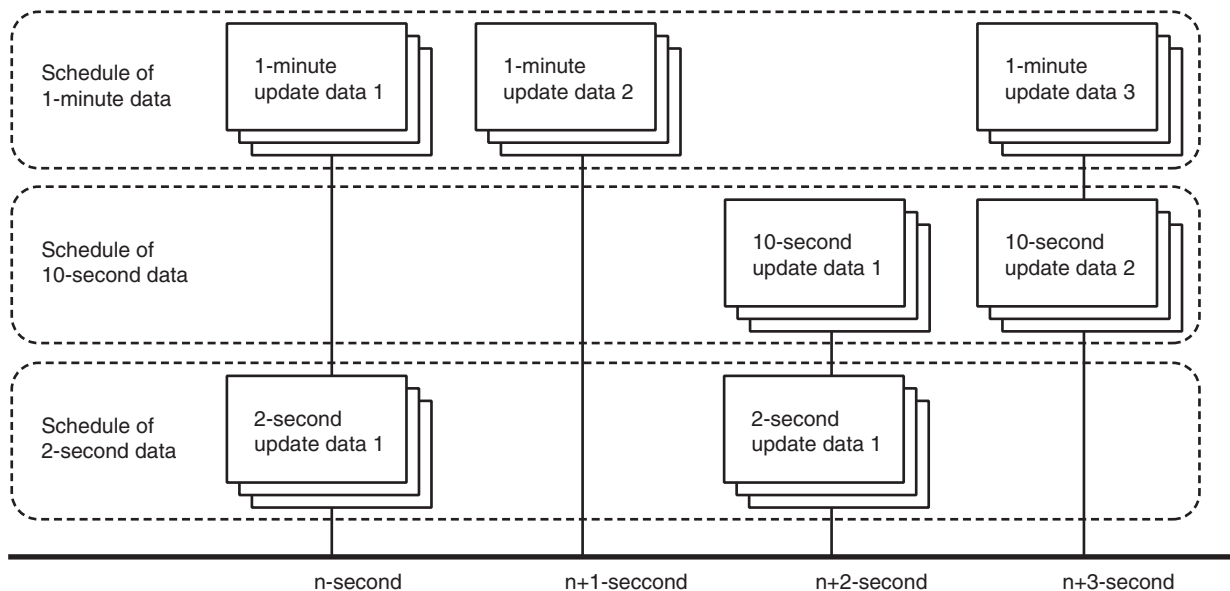 Schedule of
1-minute data
1-minute
update data 1
1-minute
update data 2
1-minute
update data 3
Schedule of
10-second data
10-second
update data 1
10-second
update data 2
Schedule of
2-second data
2-second
update data 1
2-second
update data 1
n-second
n+1-seccond
n+2-second
n+3-second